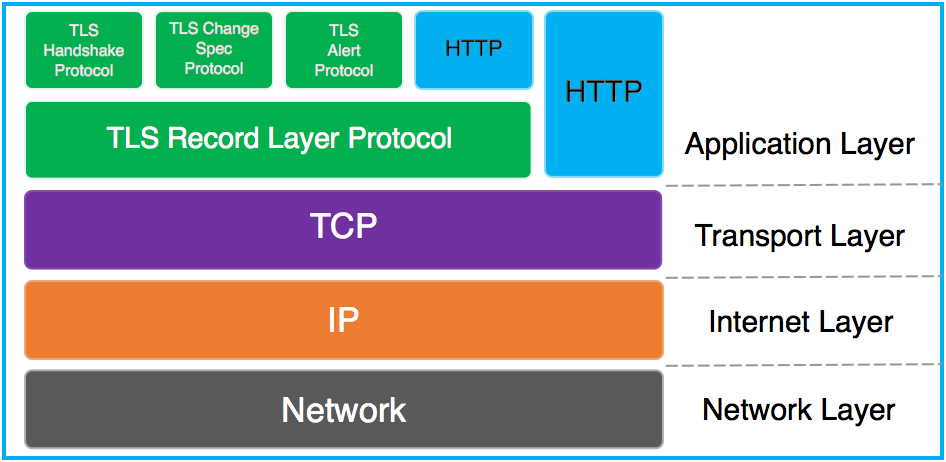 TLS
Handshake
Protocol
TLS Change
Spec
Protocol
TLS
Alert
Protocol
HTTP
HTTP
TLS Record Layer Protocol
Application Layer
TCP
Transport Layer
IP
Internet Layer
Network
Network Layer